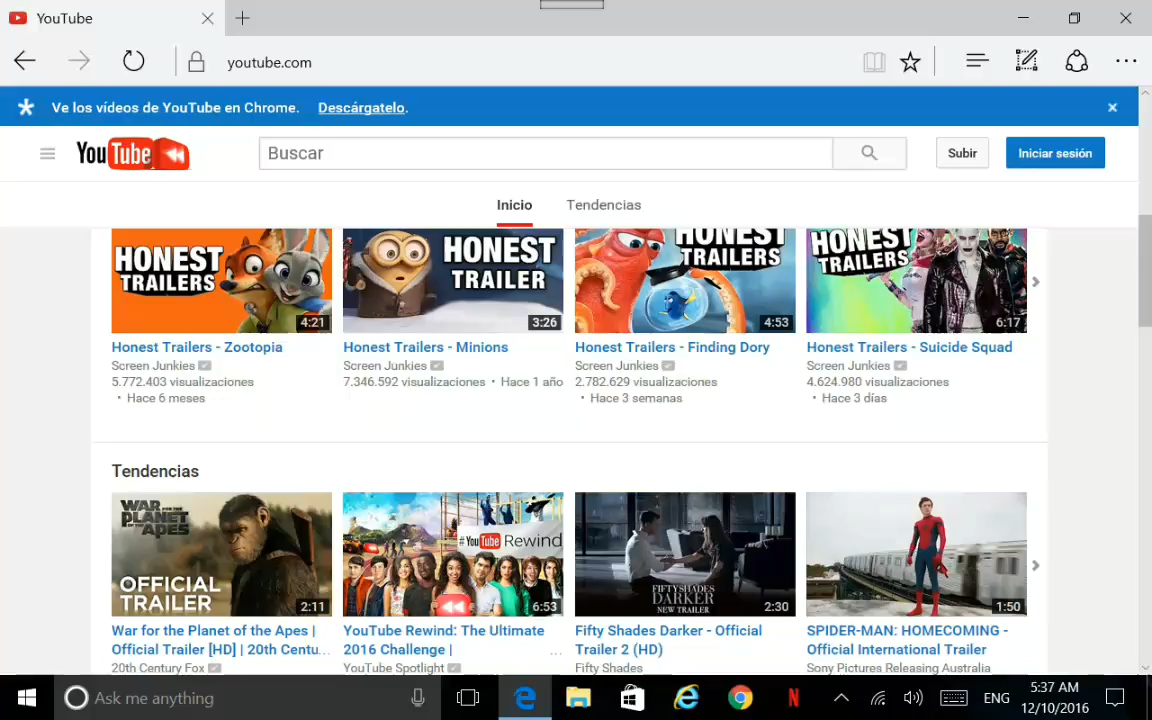 YouTube
youtube.com
Ve los vídeos de YouTube en Chrome. Descárgatelo.
YouTube
Buscar
Subir
Iniciar sesión
Inicio
Tendencias
HONEST TRAILERS
4:21
HONEST TRAILER
3:26
HONEST TRAILERS
4:53
HONEST TRAILERS
6:17
Honest Trailers - Zootopia
Screen Junkies
5.772.403 visualizaciones
• Hace 6 meses
Honest Trailers - Minions
Screen Junkies
7.346.592 visualizaciones • Hace 1 año
Honest Trailers - Finding Dory
Screen Junkies
2.782.629 visualizaciones
• Hace 3 semanas
Honest Trailers - Suicide Squad
Screen Junkies
4.624.980 visualizaciones
• Hace 3 días
Tendencias
WAR FOR THE PLANET OF THE APES
OFFICIAL
TRAILER
2:11
#YouTube Rewind
6:53
FIFTY SHADES
DARKER
NEW TRAILER
2:30
1:50
War for the Planet of the Apes |
Official Trailer [HD] | 20th Centu...
20th Century Fox
YouTube Rewind: The Ultimate
2016 Challenge | ...
YouTube Spotlight
Fifty Shades Darker - Official
Trailer 2 (HD)
Fifty Shades
SPIDER-MAN: HOMECOMING -
Official International Trailer
Sony Pictures Releasing Australia
Ask me anything
ENG
5:37 AM
12/10/2016